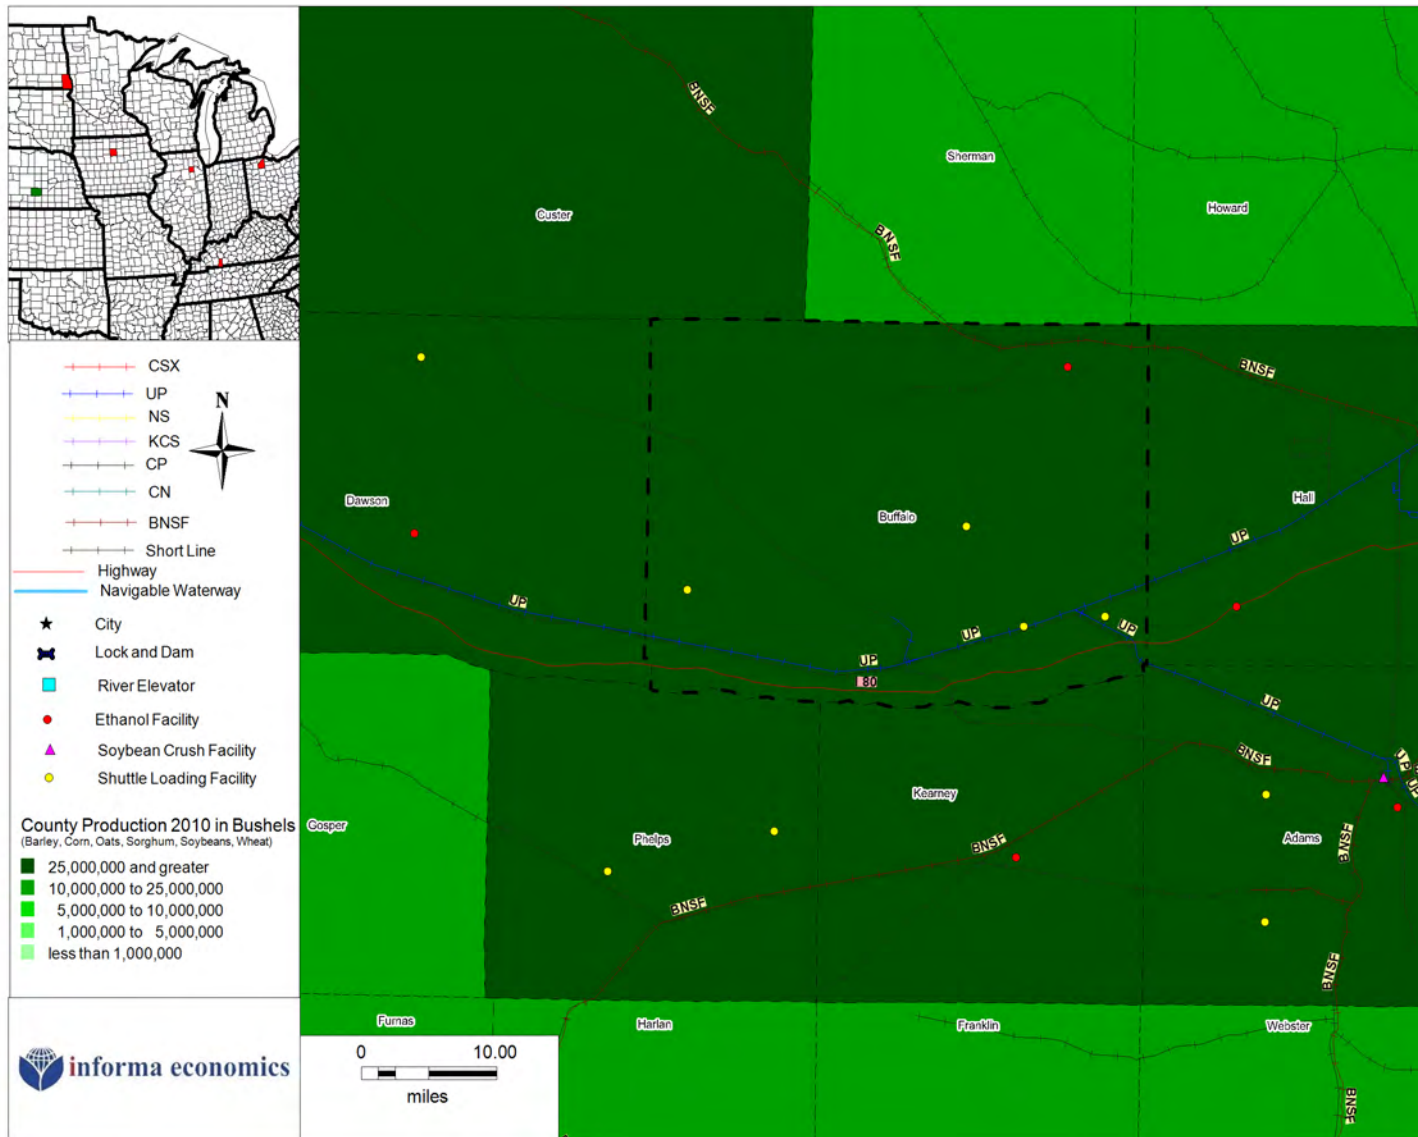 CSX
UP
NS
KCS
CP
CN
BNSF
Short Line
Highway
Navigable Waterway
N
City
Lock and Dam
River Elevator
Ethanol Facility
Soybean Crush Facility
Shuttle Loading Facility
County Production 2010 in Bushels
(Barley, Corn, Oats, Sorghum, Soybeans, Wheat)
25,000,000 and greater
10,000,000 to 25,000,000
5,000,000 to 10,000,000
1,000,000 to 5,000,000
less than 1,000,000
informa economics
BNSF
Sherman
Custer
Howard
BNSF
BNSF
Dawson
Buffalo
Hall
UP
UP
UP
UP
UP
80
UP
UP
UP
BNSF
Kearney
Gosper
Phelps
BNSF
Adams
BNSF
BNSF
BNSF
Furnas
Harlan
Franklin
Webster
0 10.00
miles
BNSF